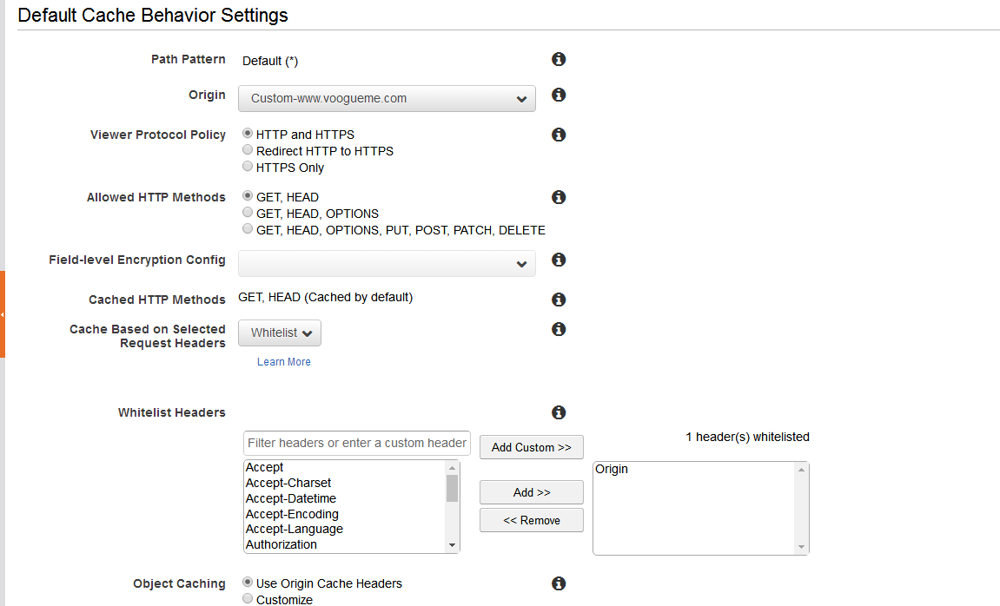 Default Cache Behavior Settings
Path Pattern
Default (*)
Origin
Custom-www.voogueme.com
Viewer Protocol Policy
HTTP and HTTPS
Redirect HTTP to HTTPS
HTTPS Only
Allowed HTTP Methods
GET, HEAD
GET, HEAD, OPTIONS
GET, HEAD, OPTIONS, PUT, POST, PATCH, DELETE
Field-level Encryption Config
Cached HTTP Methods
GET, HEAD (Cached by default)
Cache Based on Selected
Request Headers
Whitelist
Learn More
Whitelist Headers
Filter headers or enter a custom header
Add Custom >>
1 header(s) whitelisted
Accept
Accept-Charset
Accept-Datetime
Accept-Encoding
Accept-Language
Authorization
Add >>
<< Remove
Origin
Object Caching
Use Origin Cache Headers
Customize